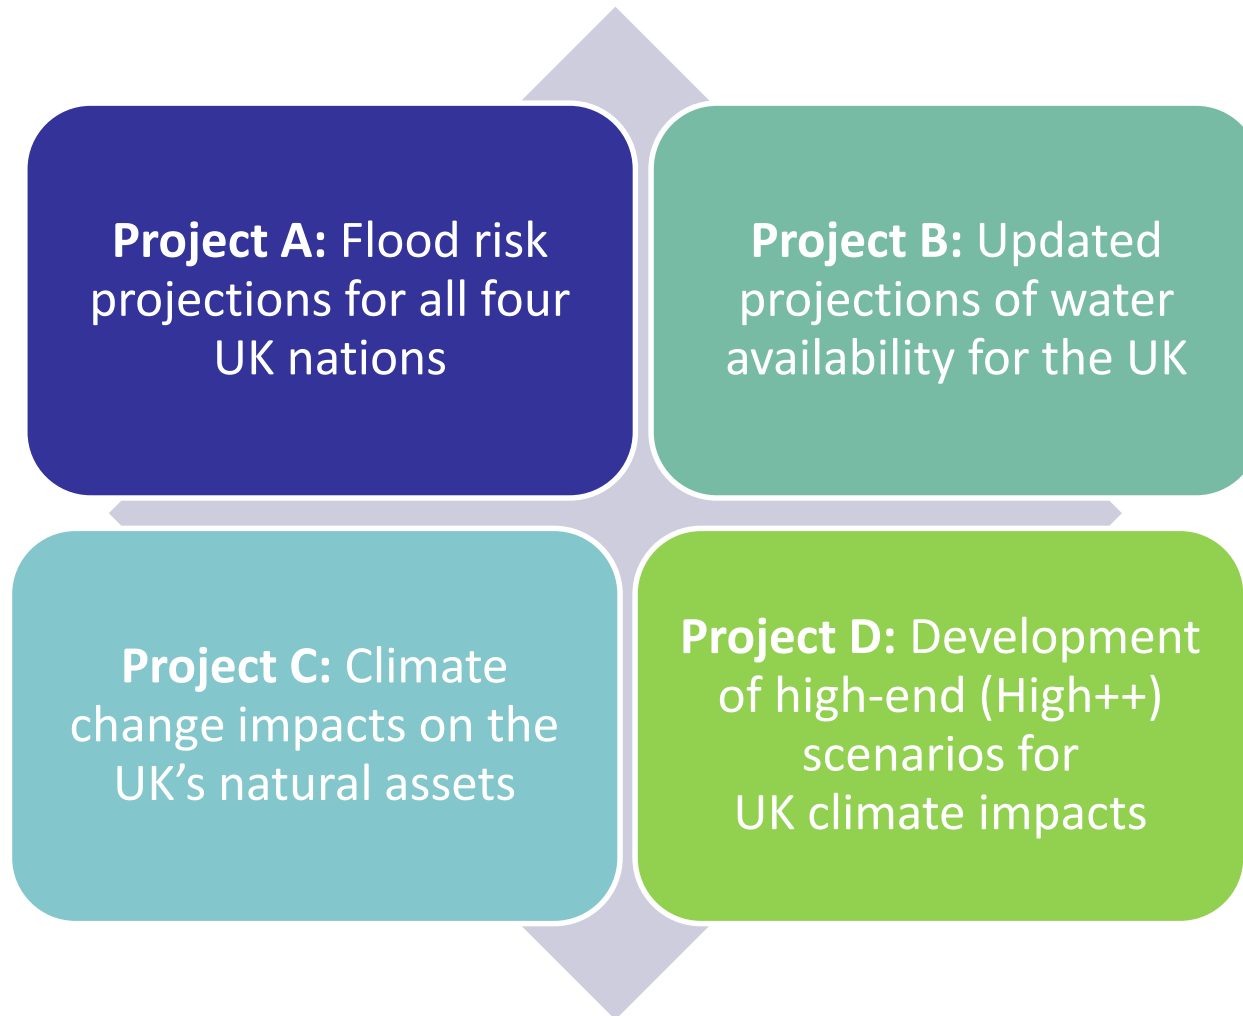 Project A: Flood risk
projections for all four
UK nations
Project B: Updated
projections of water
availability for the UK
Project C: Climate
change impacts on the
UK’s natural assets
Project D: Development
of high-end (High++)
scenarios for
UK climate impacts